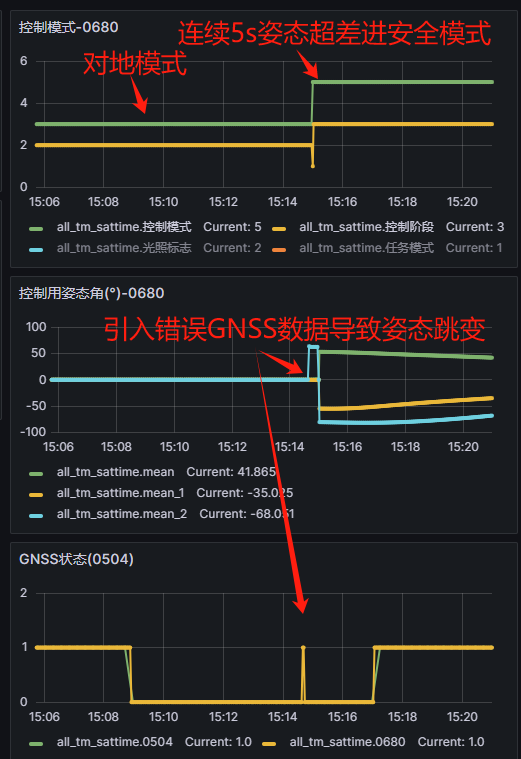 控制模式-0680
连续5s姿态超差进安全模式
对地模式
6
4
2
0
15:06 15:08 15:10 15:12 15:14 15:16 15:18 15:20
all_tm_sattime.控制模式 Current: 5 all_tm_sattime.控制阶段 Current: 3
all_tm_sattime.光照标志 Current: 2 all_tm_sattime.任务模式 Current: 1
控制用姿态角(°)-0680
引入错误GNSS数据导致姿态跳变
100
50
0
-50
-100
15:06 15:08 15:10 15:12 15:14 15:16 15:18 15:20
all_tm_sattime.mean Current: 41.865
all_tm_sattime.mean_1 Current: -35.025
all_tm_sattime.mean_2 Current: -68.051
GNSS状态(0504)
2
1
0
15:06 15:08 15:10 15:12 15:14 15:16 15:18 15:20
all_tm_sattime.0504 Current: 1.0 all_tm_sattime.0680 Current: 1.0